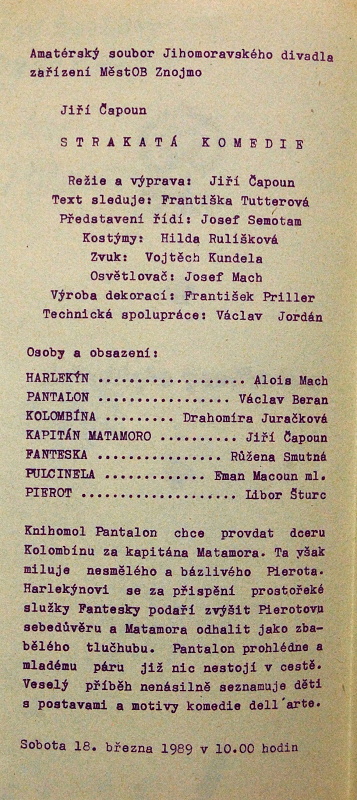 Amatérský soubor Jihomoravského divadla
zařízení MěstOB Znojmo
Jiří Čapoun
S T R A K A T Á  K O M E D I E
Režie a výprava: Jiří Čapoun
Text sleduje: Františka Tutterová
Představení řídí: Josef Semotam
Kostýmy: Hilda Rulíšková
Zvuk: Vojtěch Kundela
Osvětlovač: Josef Mach
Výroba dekorací: František Priller
Technická spolupráce: Václav Jordán
Osoby a obsazení:
HARLEKÝN ................... Alois Mach
PANTALON ................. Václav Beran
KOLOMBÍNA ......... Drahomíra Juračková
KAPITÁN MATAMORO ......... Jiří Čapoun
FANTESKA ................ Růžena Smutná
PULCINELA ............. Eman Macoun ml.
PIEROT .................... Libor Šturc
Knihomol Pantalon chce provdat dceru
Kolombínu za kapitána Matamora. Ta však
miluje nesmělého a bázlivého Pierota.
Harlekýnovi se za přispění prostořeké
služky Fantesky podaří zvýšit Pierotovu
sebedůvěru a Matamora odhalit jako zba-
bělého tlučhubu. Pantalon prohlédne a
mladému páru již nic nestojí v cestě.
Veselý příběh nenásilně seznamuje děti
s postavami a motivy komedie dell´arte.
Sobota 18. března 1989 v 10.00 hodin